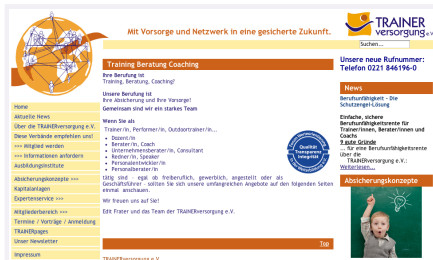 Mit Vorsorge und Netzwerk in eine gesicherte Zukunft.
TRAINER
versorgung e.V.
Suchen...
Home
Aktuelle News
Über die TRAINERversorgung e.V.
Diese Verbände empfehlen uns!
>>> Mitglied werden
>>> Informationen anfordern
Ausbildungsinstitute
Absicherungskonzepte >>>
Kapitalanlagen
Expertenservice >>>
Mitgliederbereich >>>
Termine / Vorträge / Anmeldung
TRAINERpages
Unser Newsletter
Impressum
Training Beratung Coaching
Ihre Berufung ist
Training, Beratung, Coaching?
Unsere Berufung ist
Ihre Absicherung und Ihre Vorsorge!
Gemeinsam sind wir ein starkes Team
Wenn Sie als
Trainer/in, Performer/in, Outdoortrainer/in...
Dozent/in
Berater/in, Coach
Unternehmensberater/in, Consultant
Redner/in, Speaker
Personalentwickler/in
Personalberater/in
Qualität
Transparenz
Integrität
tätig sind - egal ob freiberuflich, gewerblich, angestellt oder als
Geschäftsführer - sollten Sie sich unsere umfangreichen Angebote auf den folgenden Seiten
einmal anschauen.
Wir freuen uns auf Sie!
Edit Frater und das Team der TRAINERversorgung e.V.
Top
TRAINERversorgung e.V.
Unsere neue Rufnummer:
Telefon 0221 846196-0
News
Berufsunfähigkeit - Die
Schutzengel-Lösung
Einfache, sichere
Berufsunfähigkeitsrente für
Trainer/innen, Berater/innen und
Coachs
9 gute Gründe
... für eine Berufsunfähigkeitsrente
über die
TRAINERversorgung e.V.:
Weiterlesen...
Absicherungskonzepte